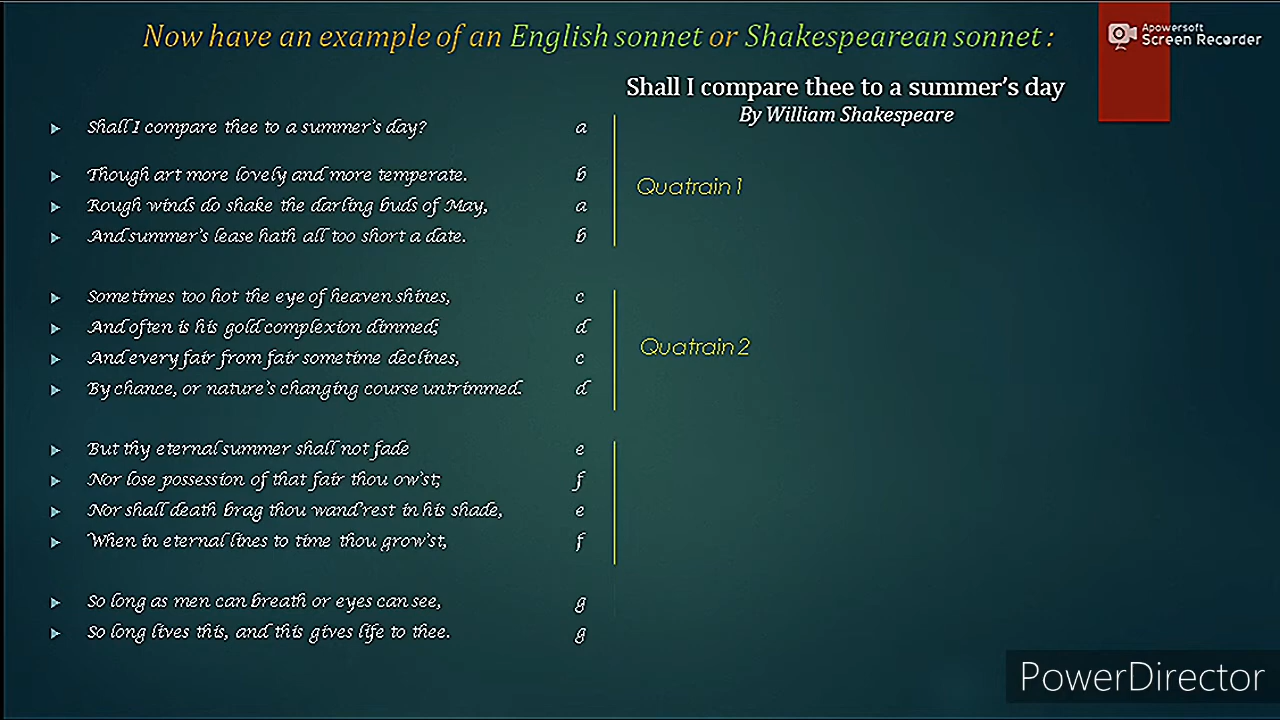 Now have an example of an English sonnet or Shakespearean sonnet :
Apowersoft
Screen Recorder
Shall I compare thee to a summer's day
By William Shakespeare
Shall I compare thee to a summer's day? a
Though art more lovely and more temperate. b
Quatrain 1
Rough winds do shake the darling buds of May, a
And summer's lease hath all too short a date. b
Sometimes too hot the eye of heaven shines, c
And often is his gold complexion dimmed; d
Quatrain 2
And every fair from fair sometime declines, c
By chance, or nature's changing course untrimmed. d
But thy eternal summer shall not fade e
Nor lose possession of that fair thou ow'st; f
Nor shall death brag thou wand'rest in his shade, e
When in eternal lines to time thou grow'st, f
So long as men can breath or eyes can see, g
So long lives this, and this gives life to thee. g
PowerDirector